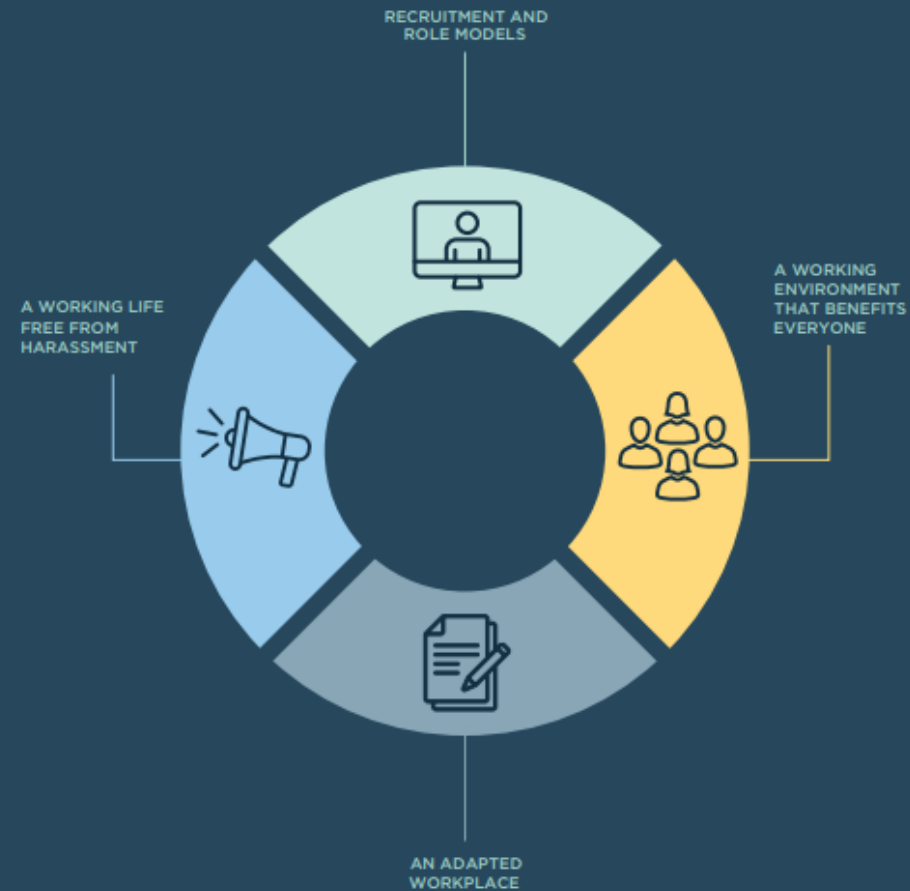 RECRUITMENT AND
ROLE MODELS
A WORKING
ENVIRONMENT
THAT BENEFITS
EVERYONE
A WORKING LIFE
FREE FROM
HARASSMENT
AN ADAPTED
WORKPLACE